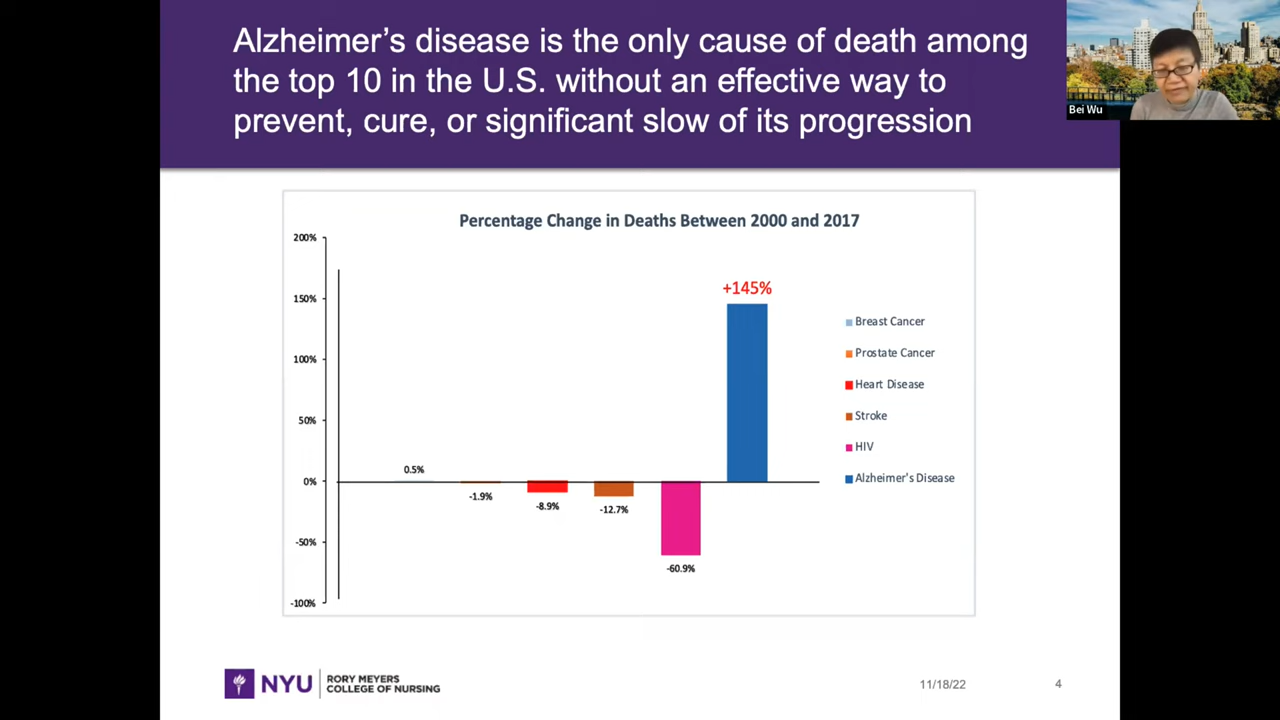 Alzheimer's disease is the only cause of death among
the top 10 in the U.S. without an effective way to
prevent, cure, or significant slow of its progression
Bei Wu
Percentage Change in Deaths Between 2000 and 2017
200%
150%
100%
50%
0%
-50%
-100%
0.5%
-1.9%
-8.9%
-12.7%
-60.9%
+145%
Breast Cancer
Prostate Cancer
Heart Disease
Stroke
HIV
Alzheimer's Disease
NYU
RORY MEYERS
COLLEGE OF NURSING
11/18/22
4